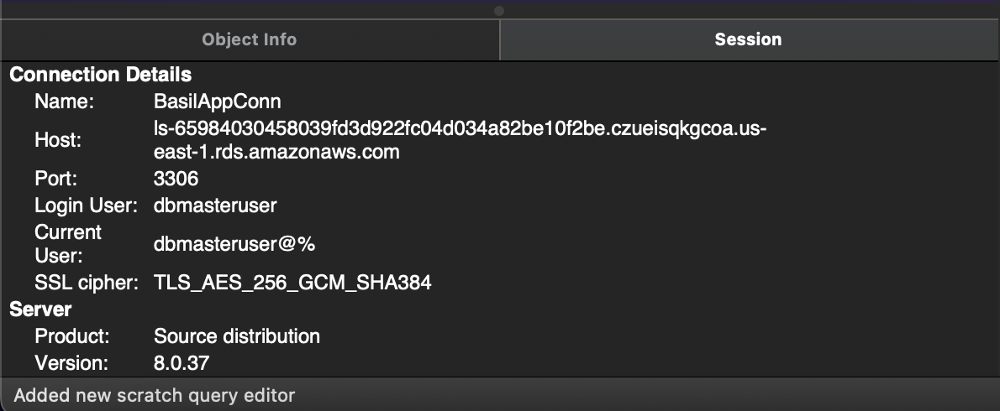 Object Info
Session
Connection Details
Name: BasilAppConn
Host: ls-65984030458039fd3d922fc04d034a82be10f2be.czueisqkgcoa.us-
east-1.rds.amazonaws.com
Port: 3306
Login User: dbmasteruser
Current
User: dbmasteruser@%
SSL cipher: TLS_AES_256_GCM_SHA384
Server
Product: Source distribution
Version: 8.0.37
Added new scratch query editor